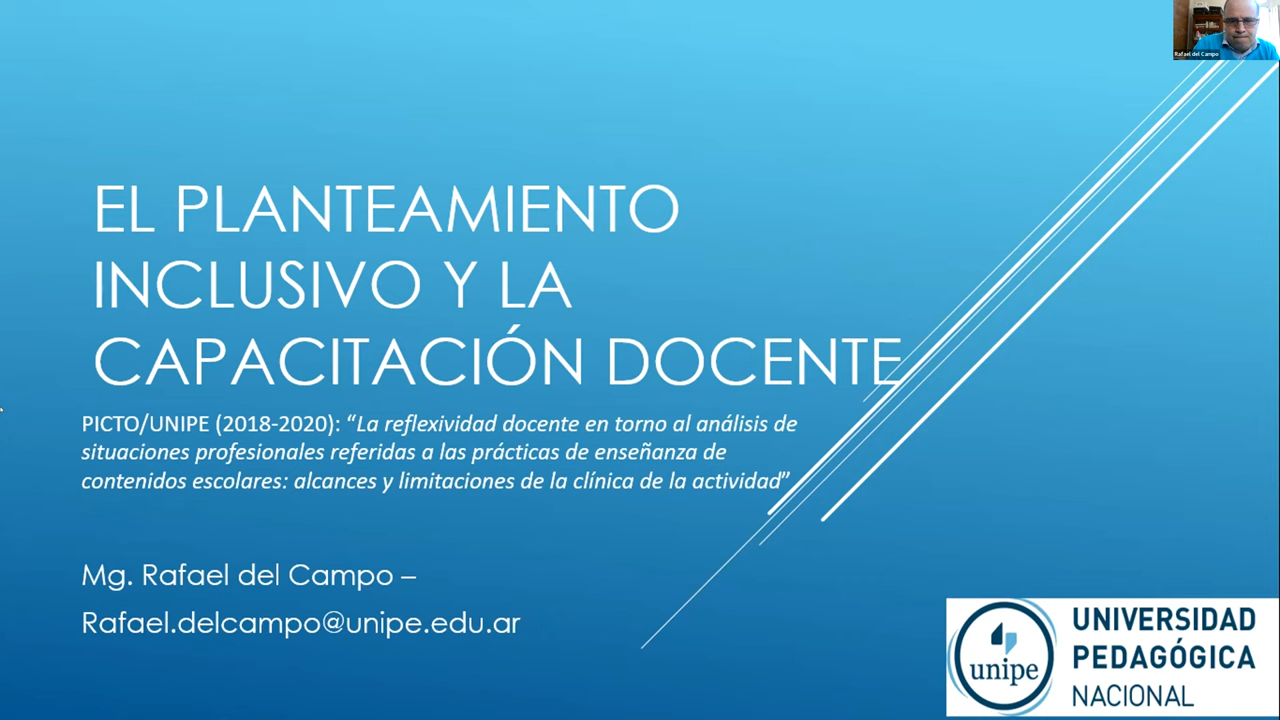 Rafael del Campo
EL PLANTEAMIENTO
INCLUSIVO Y LA
CAPACITACIÓN DOCENTE
PICTO/UNIPE (2018-2020): “La reflexividad docente en torno al análisis de
situaciones profesionales referidas a las prácticas de enseñanza de
contenidos escolares: alcances y limitaciones de la clínica de la actividad”
Mg. Rafael del Campo –
Rafael.delcampo@unipe.edu.ar
unipe
UNIVERSIDAD
PEDAGÓGICA
NACIONAL